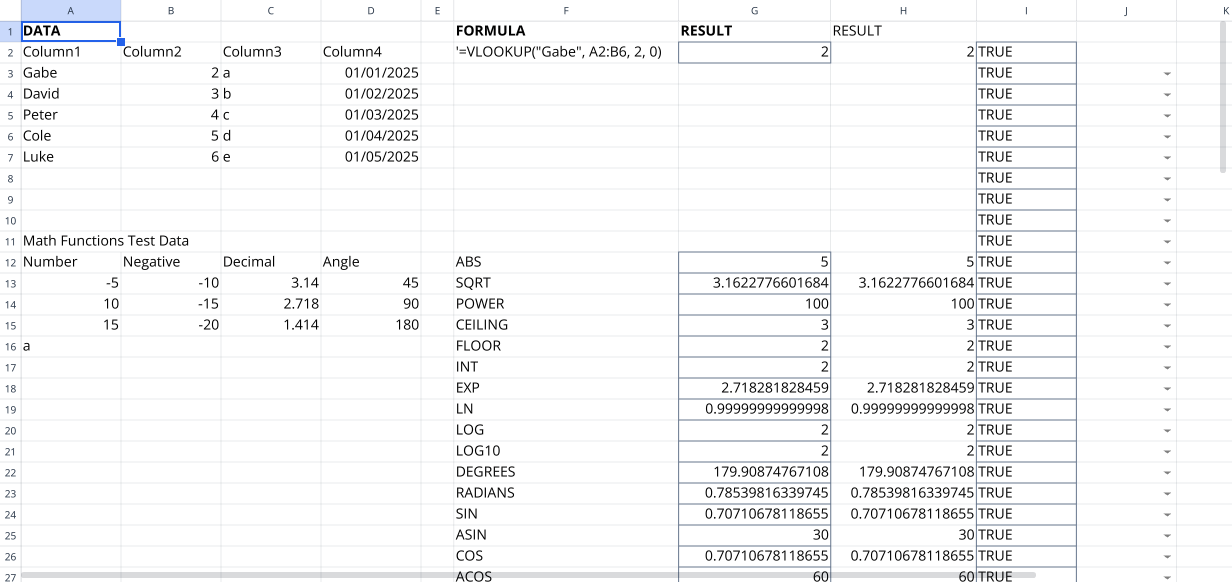 A B C D E F G H I J K
1 DATA FORMULA RESULT RESULT
2 Column1 Column2 Column3 Column4 '=VLOOKUP("Gabe", A2:B6, 2, 0) 2 2 TRUE
3 Gabe 2 a 01/01/2025 TRUE
4 David 3 b 01/02/2025 TRUE
5 Peter 4 c 01/03/2025 TRUE
6 Cole 5 d 01/04/2025 TRUE
7 Luke 6 e 01/05/2025 TRUE
8 TRUE
9 TRUE
10 TRUE
11 Math Functions Test Data TRUE
12 Number Negative Decimal Angle ABS 5 5 TRUE
13 -5 -10 3.14 45 SQRT 3.1622776601684 3.1622776601684 TRUE
14 10 -15 2.718 90 POWER 100 100 TRUE
15 15 -20 1.414 180 CEILING 3 3 TRUE
16 a FLOOR 2 2 TRUE
17 INT 2 2 TRUE
18 EXP 2.718281828459 2.718281828459 TRUE
19 LN 0.99999999999998 0.99999999999998 TRUE
20 LOG 2 2 TRUE
21 LOG10 2 2 TRUE
22 DEGREES 179.90874767108 179.90874767108 TRUE
23 RADIANS 0.78539816339745 0.78539816339745 TRUE
24 SIN 0.70710678118655 0.70710678118655 TRUE
25 ASIN 30 30 TRUE
26 COS 0.70710678118655 0.70710678118655 TRUE
27 ACOS 60 60 TRUE